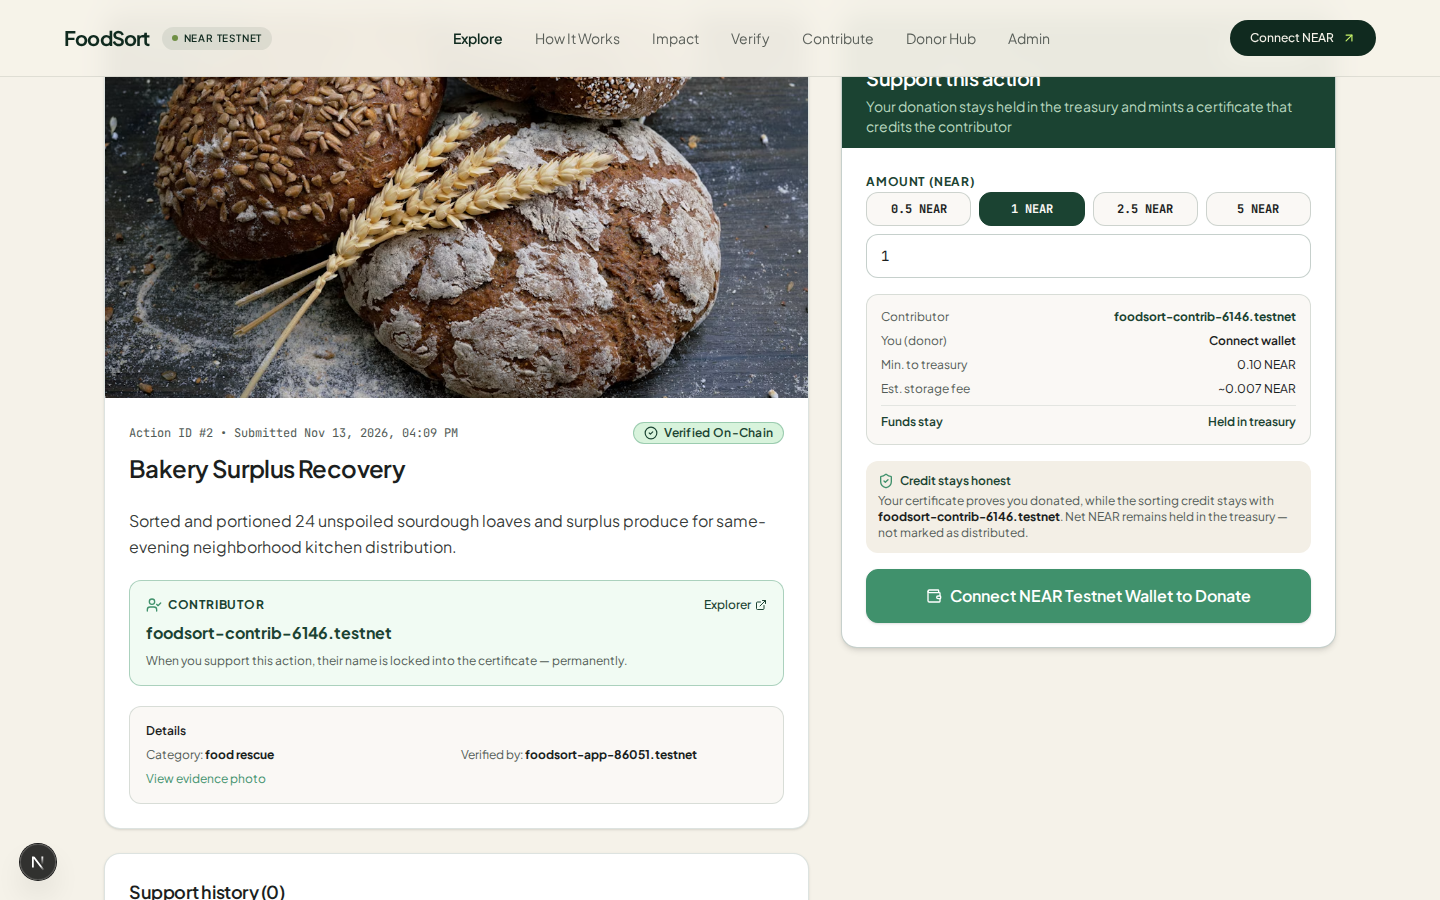 FoodSort
NEAR TESTNET
Explore
How It Works
Impact
Verify
Contribute
Donor Hub
Admin
Connect NEAR
Action ID #2 • Submitted Nov 13, 2026, 04:09 PM
Verified On-Chain
Bakery Surplus Recovery
Sorted and portioned 24 unspoiled sourdough loaves and surplus produce for same-
evening neighborhood kitchen distribution.
CONTRIBUTOR
Explorer
foodsort-contrib-6146.testnet
When you support this action, their name is locked into the certificate — permanently.
Details
Category: food rescue
Verified by: foodsort-app-86051.testnet
View evidence photo
Support history (0)
Support this action
Your donation stays held in the treasury and mints a certificate that
credits the contributor
AMOUNT (NEAR)
0.5 NEAR
1 NEAR
2.5 NEAR
5 NEAR
1
Contributor
foodsort-contrib-6146.testnet
You (donor)
Connect wallet
Min. to treasury
0.10 NEAR
Est. storage fee
~0.007 NEAR
Funds stay
Held in treasury
Credit stays honest
Your certificate proves you donated, while the sorting credit stays with
foodsort-contrib-6146.testnet. Net NEAR remains held in the treasury —
not marked as distributed.
Connect NEAR Testnet Wallet to Donate
N